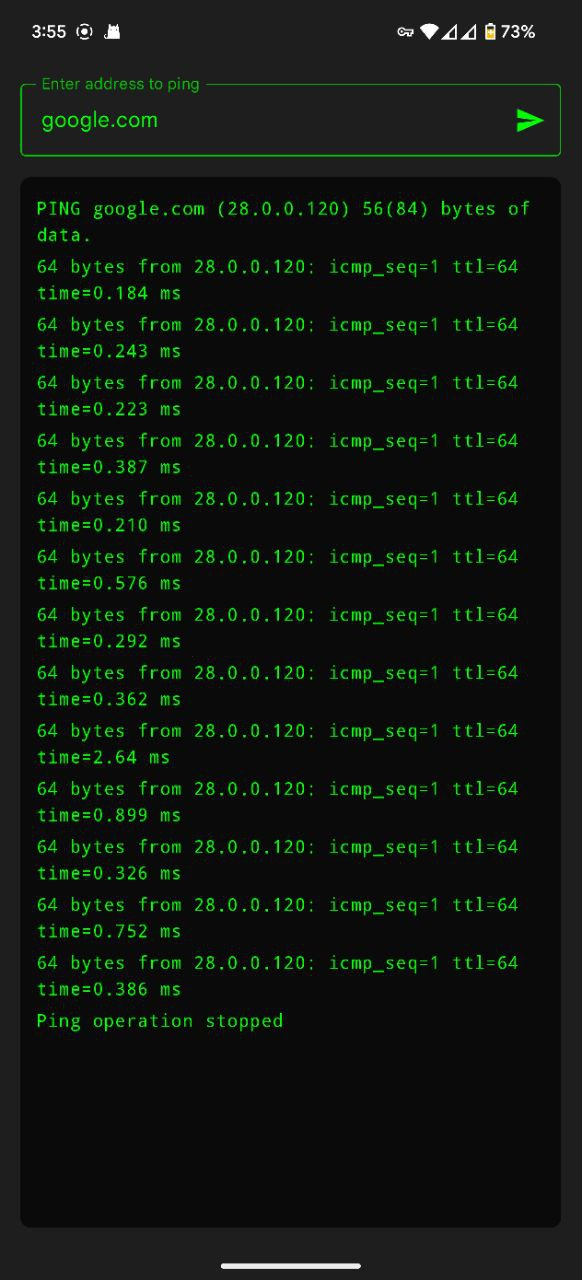 3:55
73%
Enter address to ping
google.com
PING google.com (28.0.0.120) 56(84) bytes of
data.
64 bytes from 28.0.0.120: icmp_seq=1 ttl=64
time=0.184 ms
64 bytes from 28.0.0.120: icmp_seq=1 ttl=64
time=0.243 ms
64 bytes from 28.0.0.120: icmp_seq=1 ttl=64
time=0.223 ms
64 bytes from 28.0.0.120: icmp_seq=1 ttl=64
time=0.387 ms
64 bytes from 28.0.0.120: icmp_seq=1 ttl=64
time=0.210 ms
64 bytes from 28.0.0.120: icmp_seq=1 ttl=64
time=0.576 ms
64 bytes from 28.0.0.120: icmp_seq=1 ttl=64
time=0.292 ms
64 bytes from 28.0.0.120: icmp_seq=1 ttl=64
time=0.362 ms
64 bytes from 28.0.0.120: icmp_seq=1 ttl=64
time=2.64 ms
64 bytes from 28.0.0.120: icmp_seq=1 ttl=64
time=0.899 ms
64 bytes from 28.0.0.120: icmp_seq=1 ttl=64
time=0.326 ms
64 bytes from 28.0.0.120: icmp_seq=1 ttl=64
time=0.752 ms
64 bytes from 28.0.0.120: icmp_seq=1 ttl=64
time=0.386 ms
Ping operation stopped